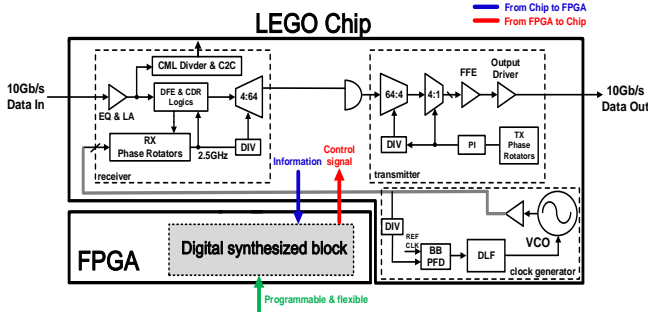 LEGO Chip
From Chip to FPGA
From FPGA to Chip
10Gb/s
Data In
CML Divder & C2C
EQ & LA
DFE & CDR
Logics
4:64
RX
Phase Rotators
2.5GHz
DIV
receiver
64:4
4:1
FFE
Output
Driver
10Gb/s
Data Out
DIV
PI
TX
Phase
Rotators
transmitter
Information
Control
signal
FPGA
Digital synthesized block
Programmable & flexible
DIV
REF
CLK
BB
PFD
DLF
VCO
clock generator